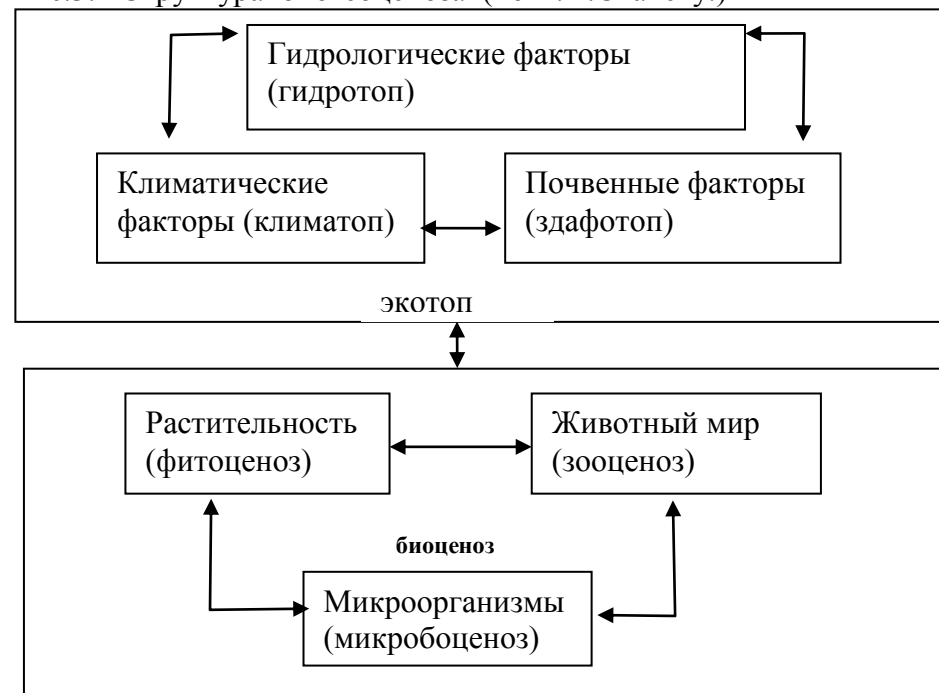 Гидрологические факторы
(гидротоп)
Климатические
факторы (климатоп)
Почвенные факторы
(здафотоп)
экотоп
Растительность
(фитоценоз)
Животный мир
(зооценоз)
биоценоз
Микроорганизмы
(микробоценоз)